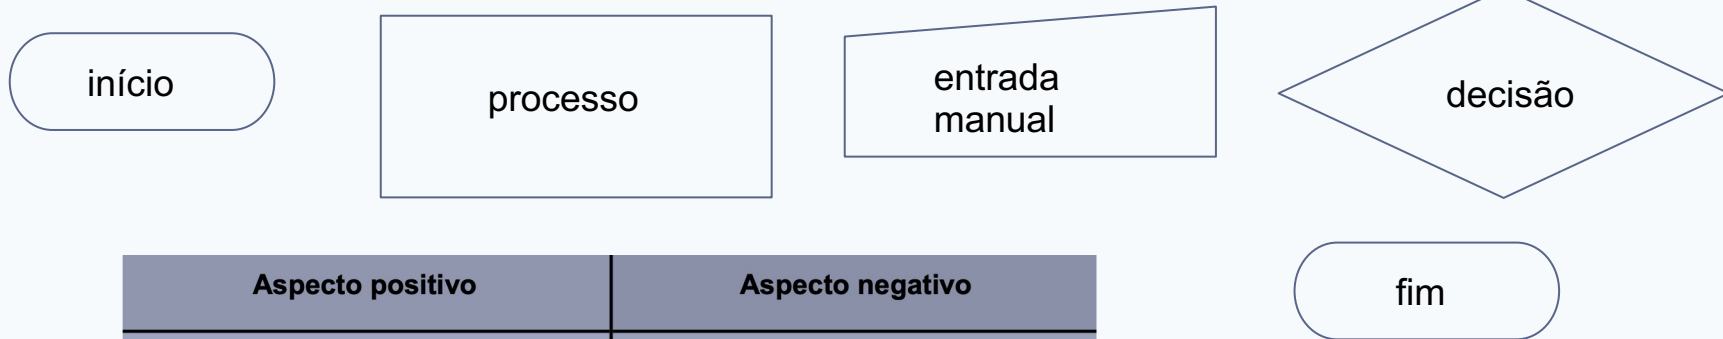 início
processo
entrada
manual
decisão
Aspecto positivo
Aspecto negativo
fim